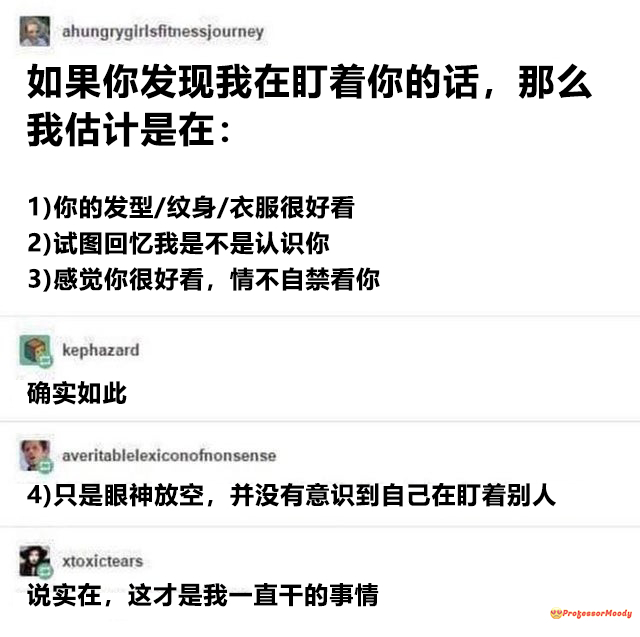 ahungrygirlsfitnessjourney
如果你发现我在盯着你的话，那么
我估计是在：
1)你的发型/纹身/衣服很好看
2)试图回忆我是不是认识你
3)感觉你很好看，情不自禁看你
kephazard
确实如此
averitablelexiconofnonsense
4)只是眼神放空，并没有意识到自己在盯着别人
xtoxictears
说实在，这才是我一直干的事情
ProfessorMoody